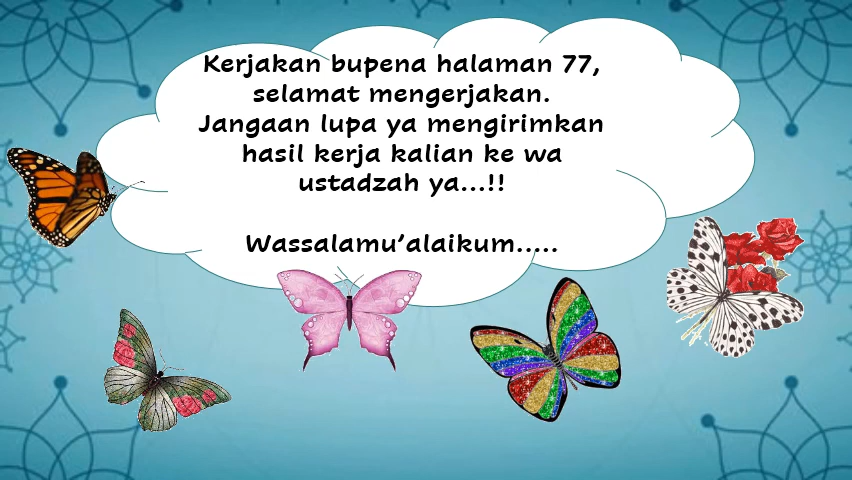 Kerjakan bupena halaman 77,
selamat mengerjakan.
Jangaan lupa ya mengirimkan
hasil kerja kalian ke wa
ustadzah ya...!!
Wassalamu’alaikum.....